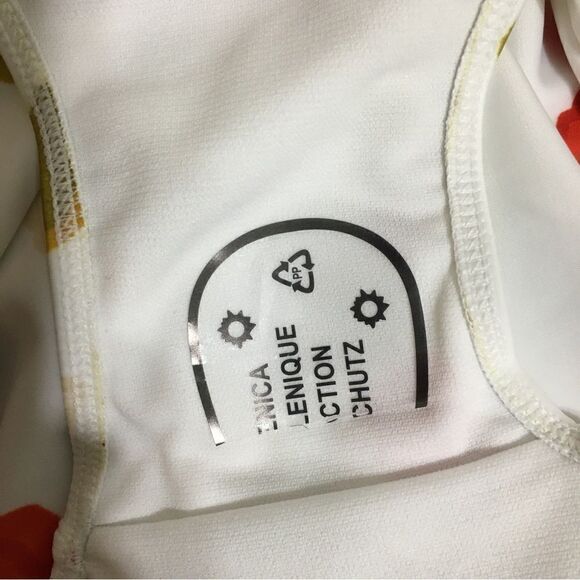 PP
ENICA
LENIQUE
ACTION
CHUTZ